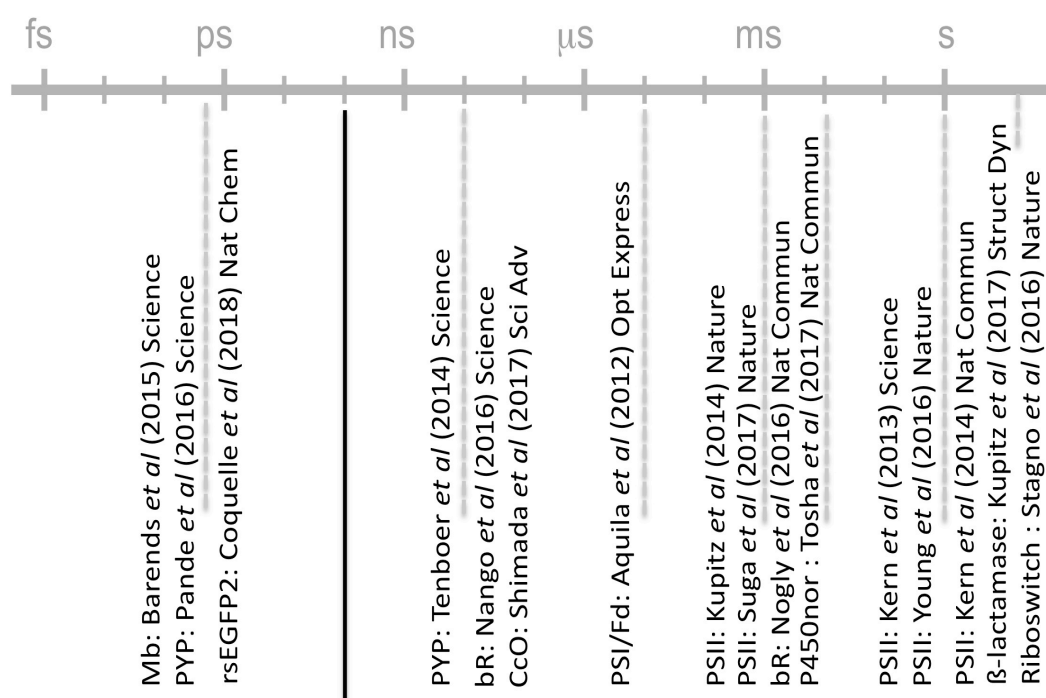 fs ps ns μs ms s
Mb: Barends et al (2015) Science
PYP: Pande et al (2016) Science
rsEGFP2: Coquelle et al (2018) Nat Chem
PYP: Tenboer et al (2014) Science
bR: Nango et al (2016) Science
CcO: Shimada et al (2017) Sci Adv
PSI/Fd: Aquila et al (2012) Opt Express
PSII: Kupitz et al (2014) Nature
PSII: Suga et al (2017) Nature
bR: Nogly et al (2016) Nat Commun
P450nor : Tosha et al (2017) Nat Commun
PSII: Kern et al (2013) Science
PSII: Young et al (2016) Nature
PSII: Kern et al (2014) Nat Commun
ß-lactamase: Kupitz et al (2017) Struct Dyn
Riboswitch : Stagno et al (2016) Nature